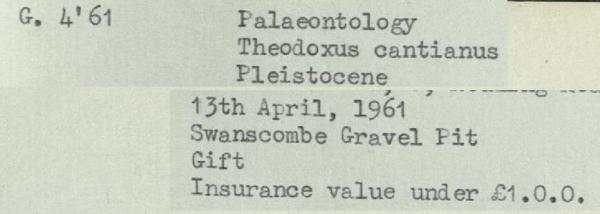 G. 4'61 Palaeontology
Theodoxus cantianus
Pleistocene
13th April, 1961
Swanscombe Gravel Pit
Gift
Insurance value under £1.0.0.